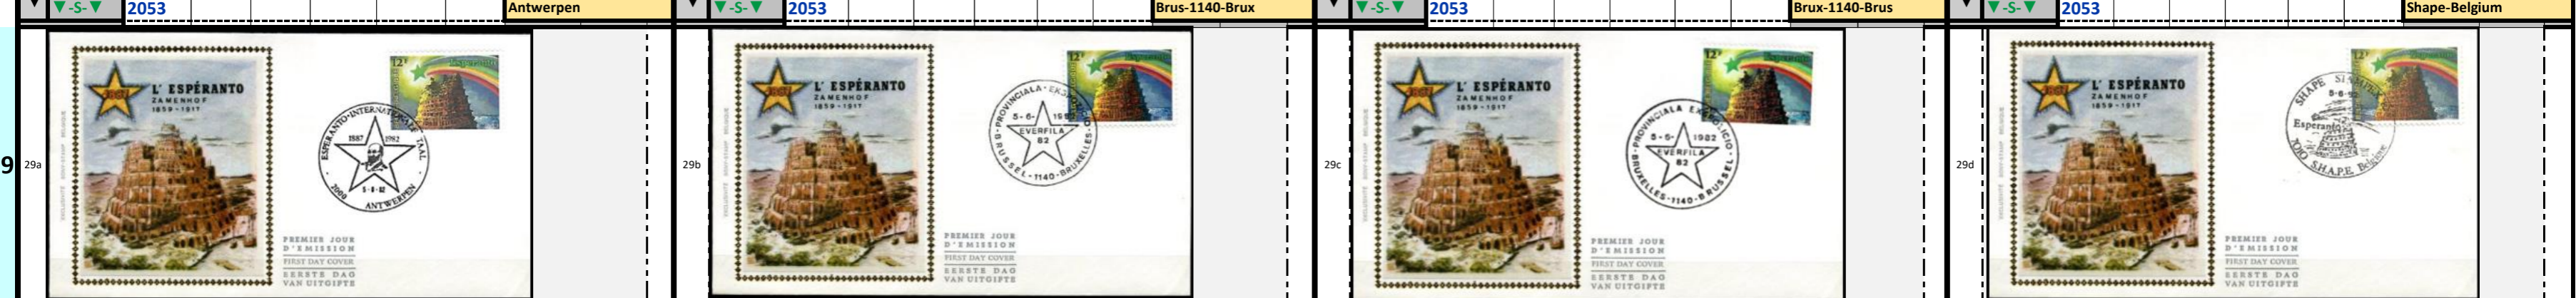 ▼ ▼-S-▼ 2053 Antwerpen
▼ ▼-S-▼ 2053 Brus-1140-Brux
▼ ▼-S-▼ 2053 Brux-1140-Brus
▼ ▼-S-▼ 2053 Shape-Belgium
9
29a
L' ESPÉRANTO
ZAMENHOF
1859-1917
12F
ESPERANTO·INTERNATIONALE TAAL
1887 1982
5-6-82
2000 ANTWERPEN
PREMIER JOUR
D'EMISSION
FIRST DAY COVER
EERSTE DAG
VAN UITGIFTE
29b
L' ESPÉRANTO
ZAMENHOF
1859-1917
12F
PROVINCIALA
5-6-
EVERFILA
82
BRUSSEL-1140-BRUXELLES
PREMIER JOUR
D'EMISSION
FIRST DAY COVER
EERSTE DAG
VAN UITGIFTE
29c
L' ESPÉRANTO
ZAMENHOF
1859-1917
12F
PROVINCIALA
5-6-1982
EVERFILA
82
BRUXELLES-1140-BRUSSEL
PREMIER JOUR
D'EMISSION
FIRST DAY COVER
EERSTE DAG
VAN UITGIFTE
29d
L' ESPÉRANTO
ZAMENHOF
1859-1917
12F
SHAPE
5-6-
Esperanto
7010 S.H.A.P.E.
PREMIER JOUR
D'EMISSION
FIRST DAY COVER
EERSTE DAG
VAN UITGIFTE